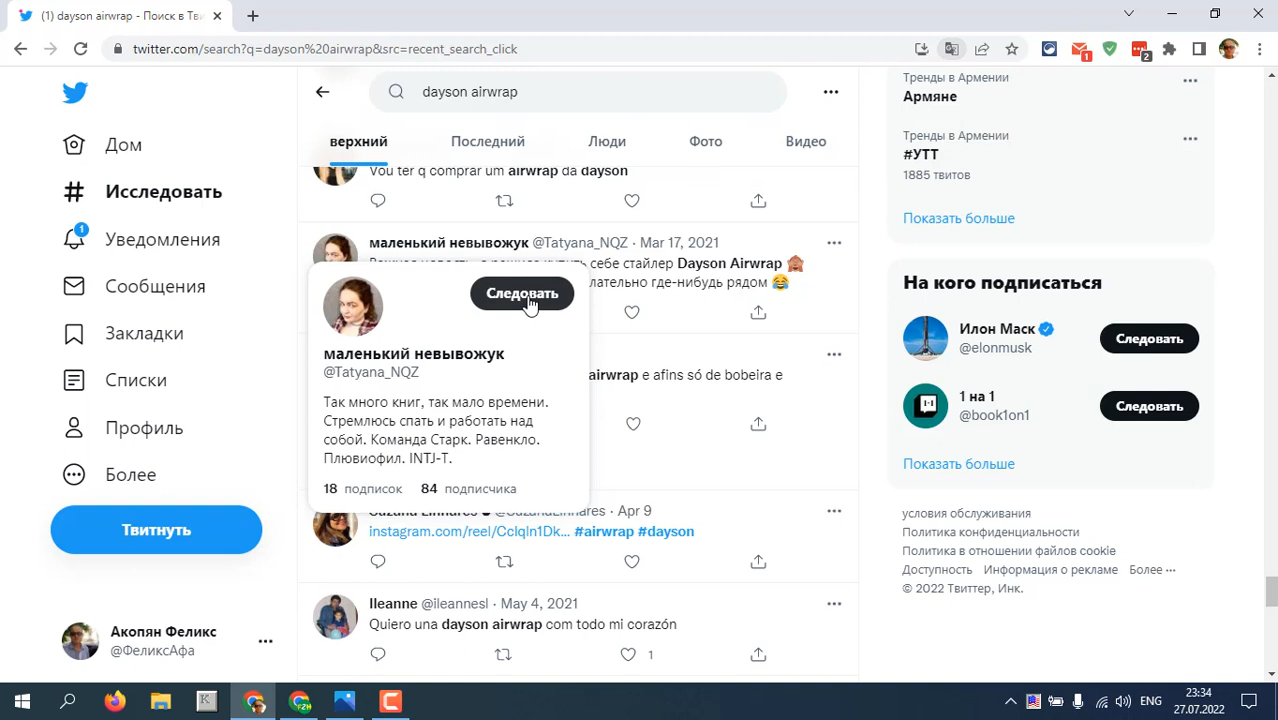 (1) dayson airwrap - Поиск в Тви
twitter.com/search?q=dayson%20airwrap&src=recent_search_click
1
2
dayson airwrap
верхний
Последний
Люди
Фото
Видео
Дом
Исследовать
1
Уведомления
Сообщения
Закладки
Списки
Профиль
Более
Твитнуть
Акопян Феликс
@ФеликсАфа
Vou ter q comprar um airwrap da dayson
маленький невывожук @Tatyana_NQZ · Mar 17, 2021
себе стайлер Dayson Airwrap 🙈
лательно где-нибудь рядом 😂
Следовать
маленький невывожук
@Tatyana_NQZ
Так много книг, так мало времени.
Стремлюсь спать и работать над
собой. Команда Старк. Равенкло.
Плювиофил. INTJ-T.
18 подписок 84 подписчика
airwrap e afins só de bobeira e
Apr 9
instagram.com/reel/CcIqln1Dk... #airwrap #dayson
Ileanne @ileannesl · May 4, 2021
Quiero una dayson airwrap com todo mi corazón
1
Тренды в Армении
Армяне
Тренды в Армении
#УТТ
1885 твитов
Показать больше
На кого подписаться
Илон Маск
@elonmusk
Следовать
1 на 1
@book1on1
Следовать
Показать больше
условия обслуживания
Политика конфиденциальности
Политика в отношении файлов cookie
Доступность Информация о рекламе Более ···
© 2022 Твиттер, Инк.
ENG
23:34
27.07.2022